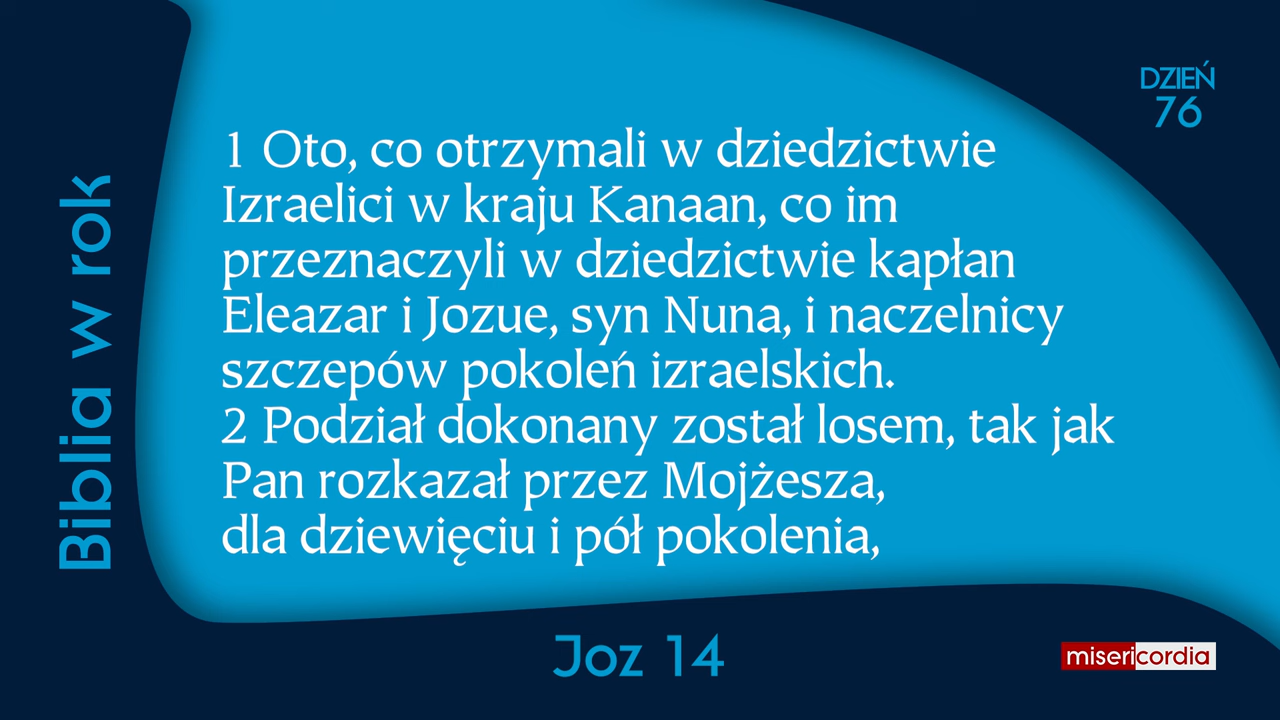 DZIEŃ
76
Biblia w rok
1 Oto, co otrzymali w dziedzictwie
Izraelici w kraju Kanaan, co im
przeznaczyli w dziedzictwie kapłan
Eleazar i Jozue, syn Nuna, i naczelnicy
szczepów pokoleń izraelskich.
2 Podział dokonany został losem, tak jak
Pan rozkazał przez Mojżesza,
dla dziewięciu i pół pokolenia,
Joz 14
misericordia